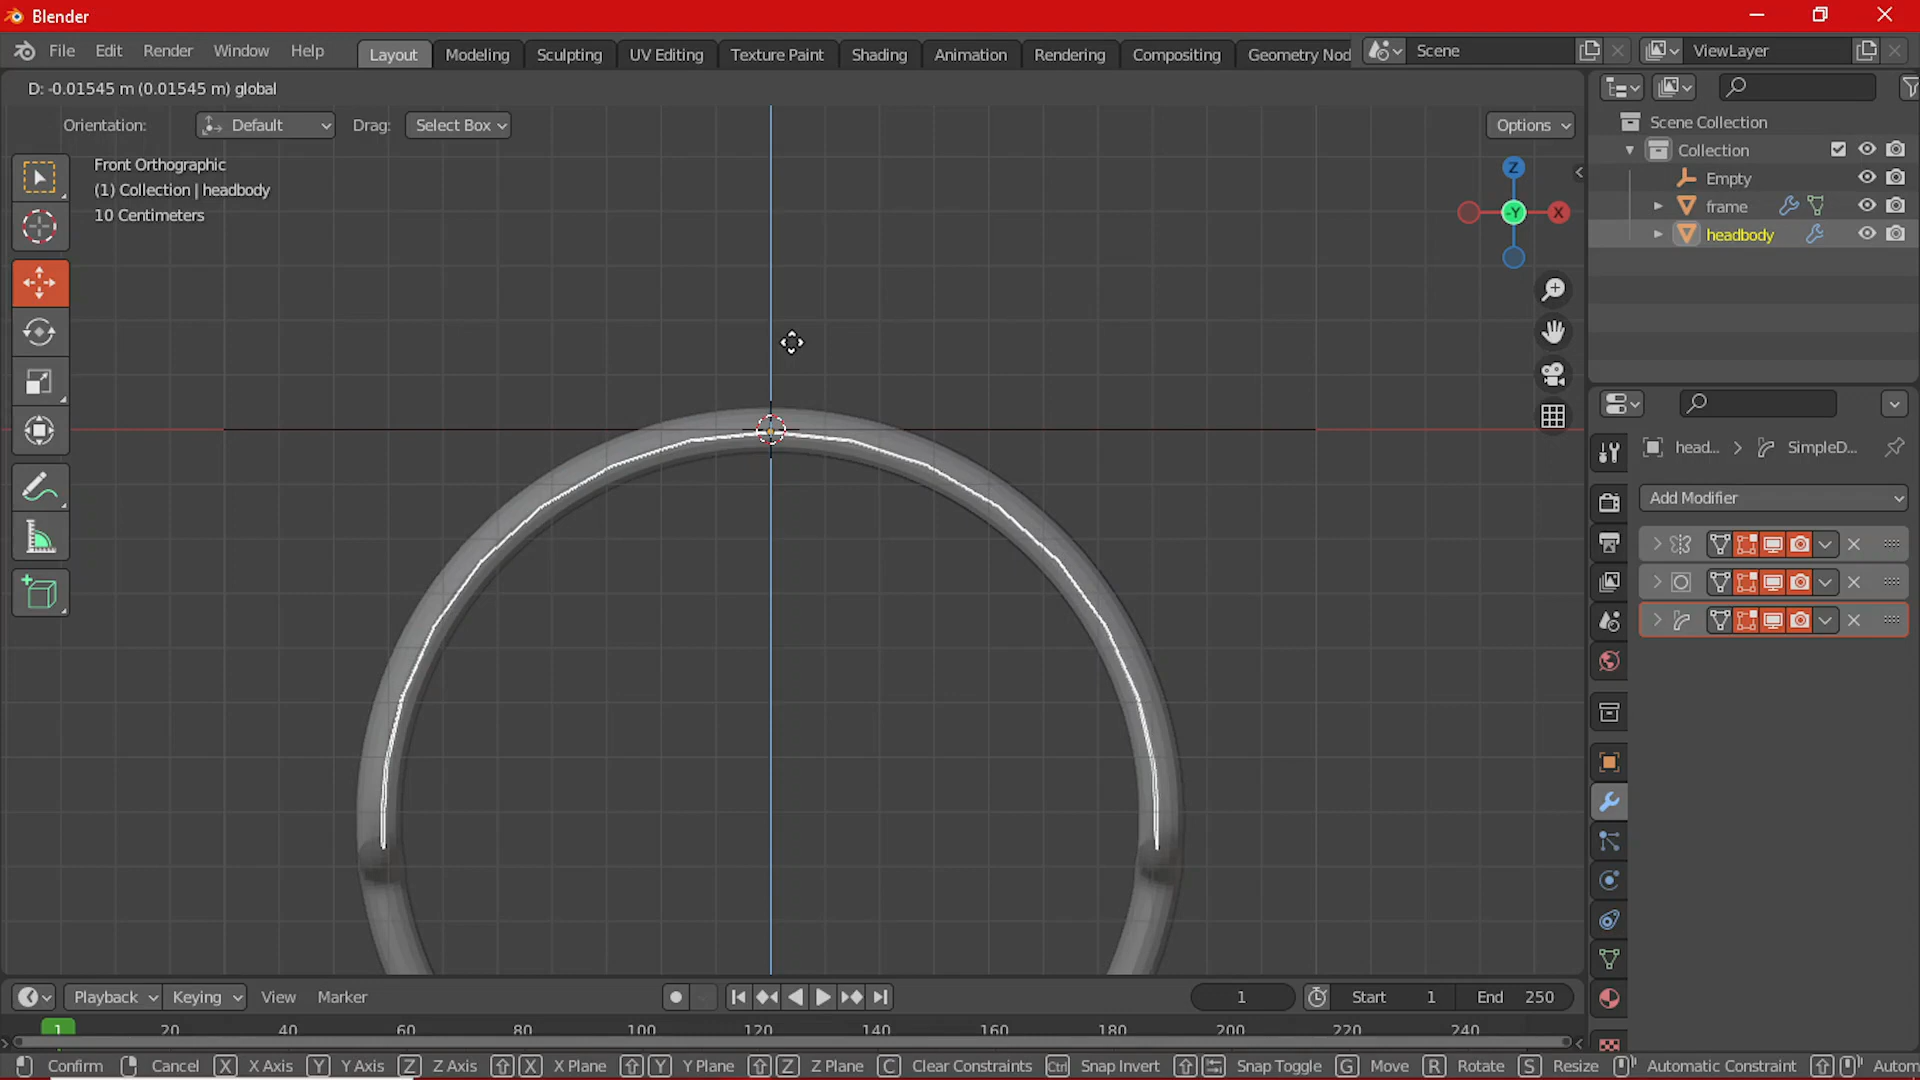 Blender
File Edit Render Window Help Layout Modeling Sculpting UV Editing Texture Paint Shading Animation Rendering Compositing Geometry Nod Scene ViewLayer
D: -0.01545 m (0.01545 m) global
Orientation: Default Drag: Select Box Options
Front Orthographic
(1) Collection | headbody
10 Centimeters
Z
-Y
X
Scene Collection
Collection
Empty
frame
headbody
head... SimpleD...
Add Modifier
Playback Keying View Marker 1 Start 1 End 250
1 20 40 60 80 100 120 140 160 180 200 220 240
Confirm Cancel X X Axis Y Y Axis Z Z Axis X X Plane Y Y Plane Z Z Plane C Clear Constraints Ctrl Snap Invert Snap Toggle G Move R Rotate S Resize Automatic Constraint Autom